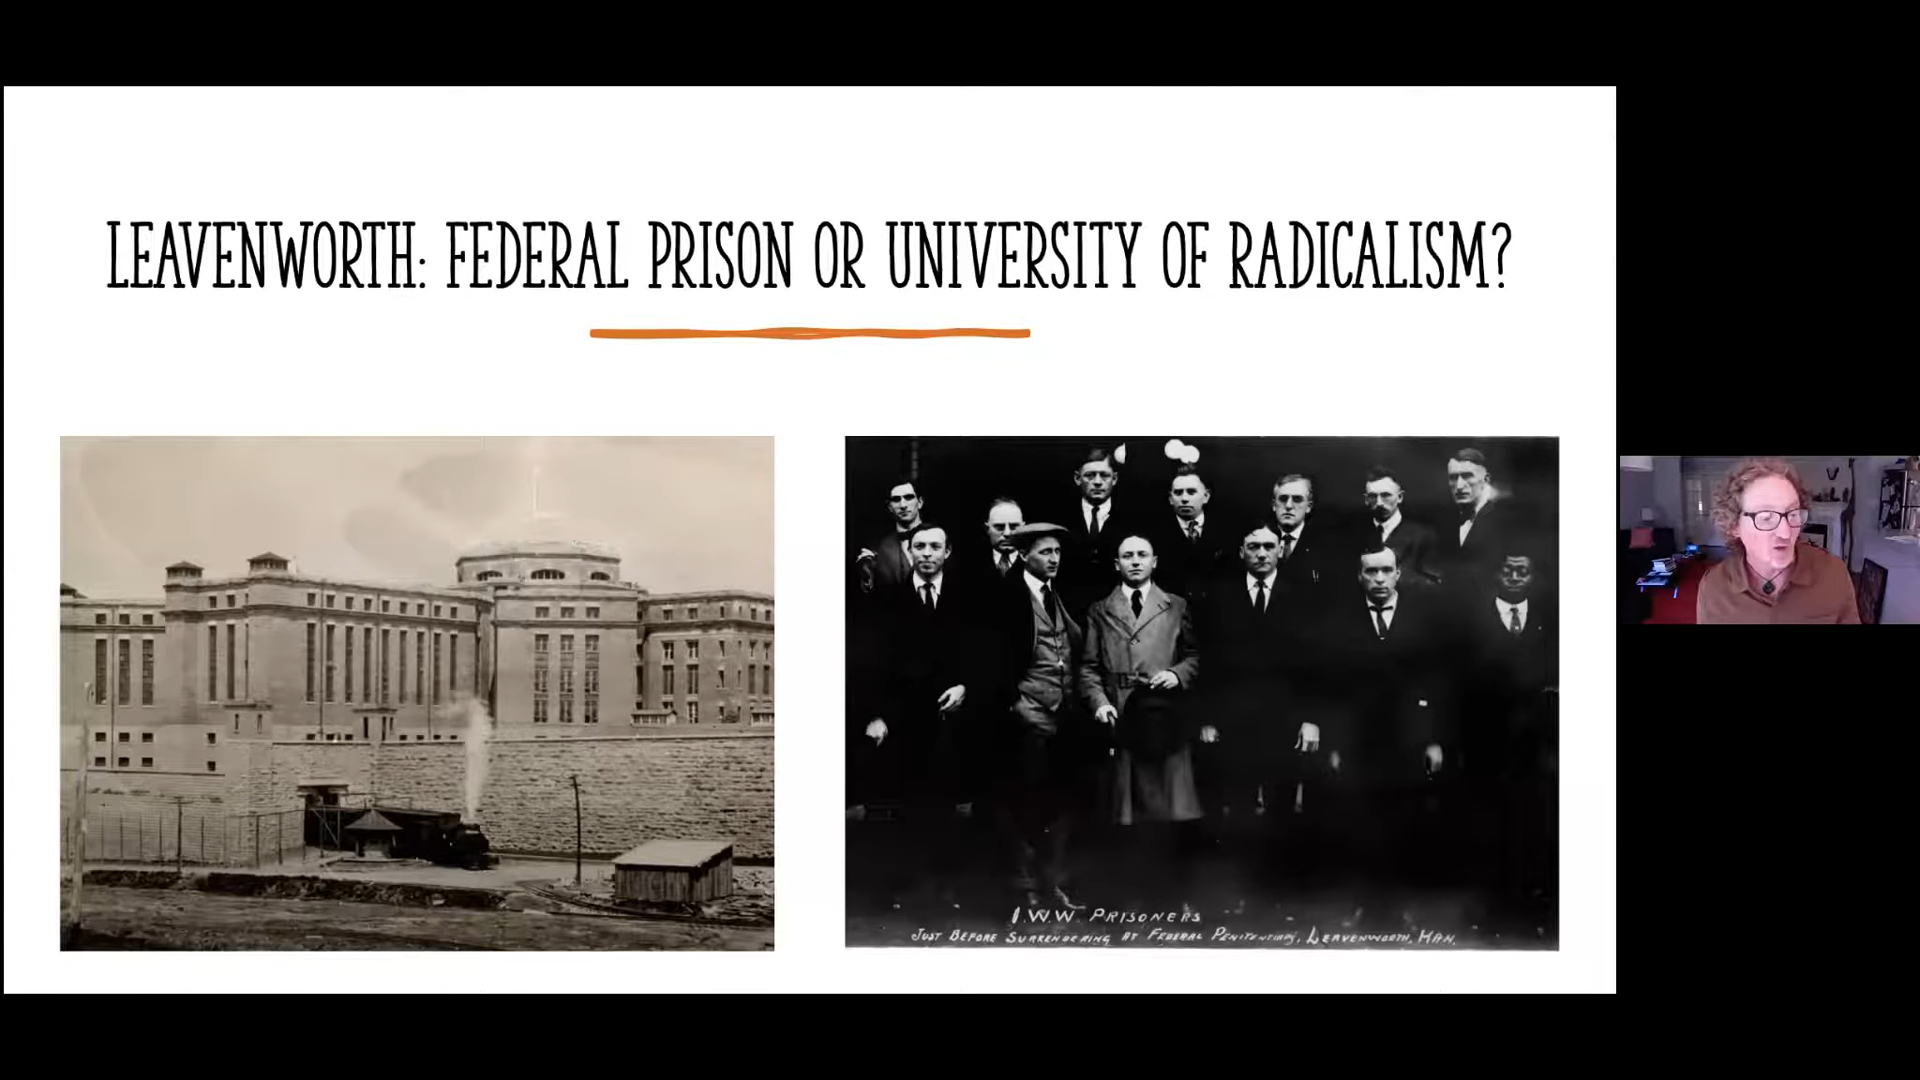 LEAVENWORTH: FEDERAL PRISON OR UNIVERSITY OF RADICALISM?
I.W.W. PRISONERS
JUST BEFORE SURRENDERING AT FEDERAL PENITENTIARY, LEAVENWORTH, KAN.